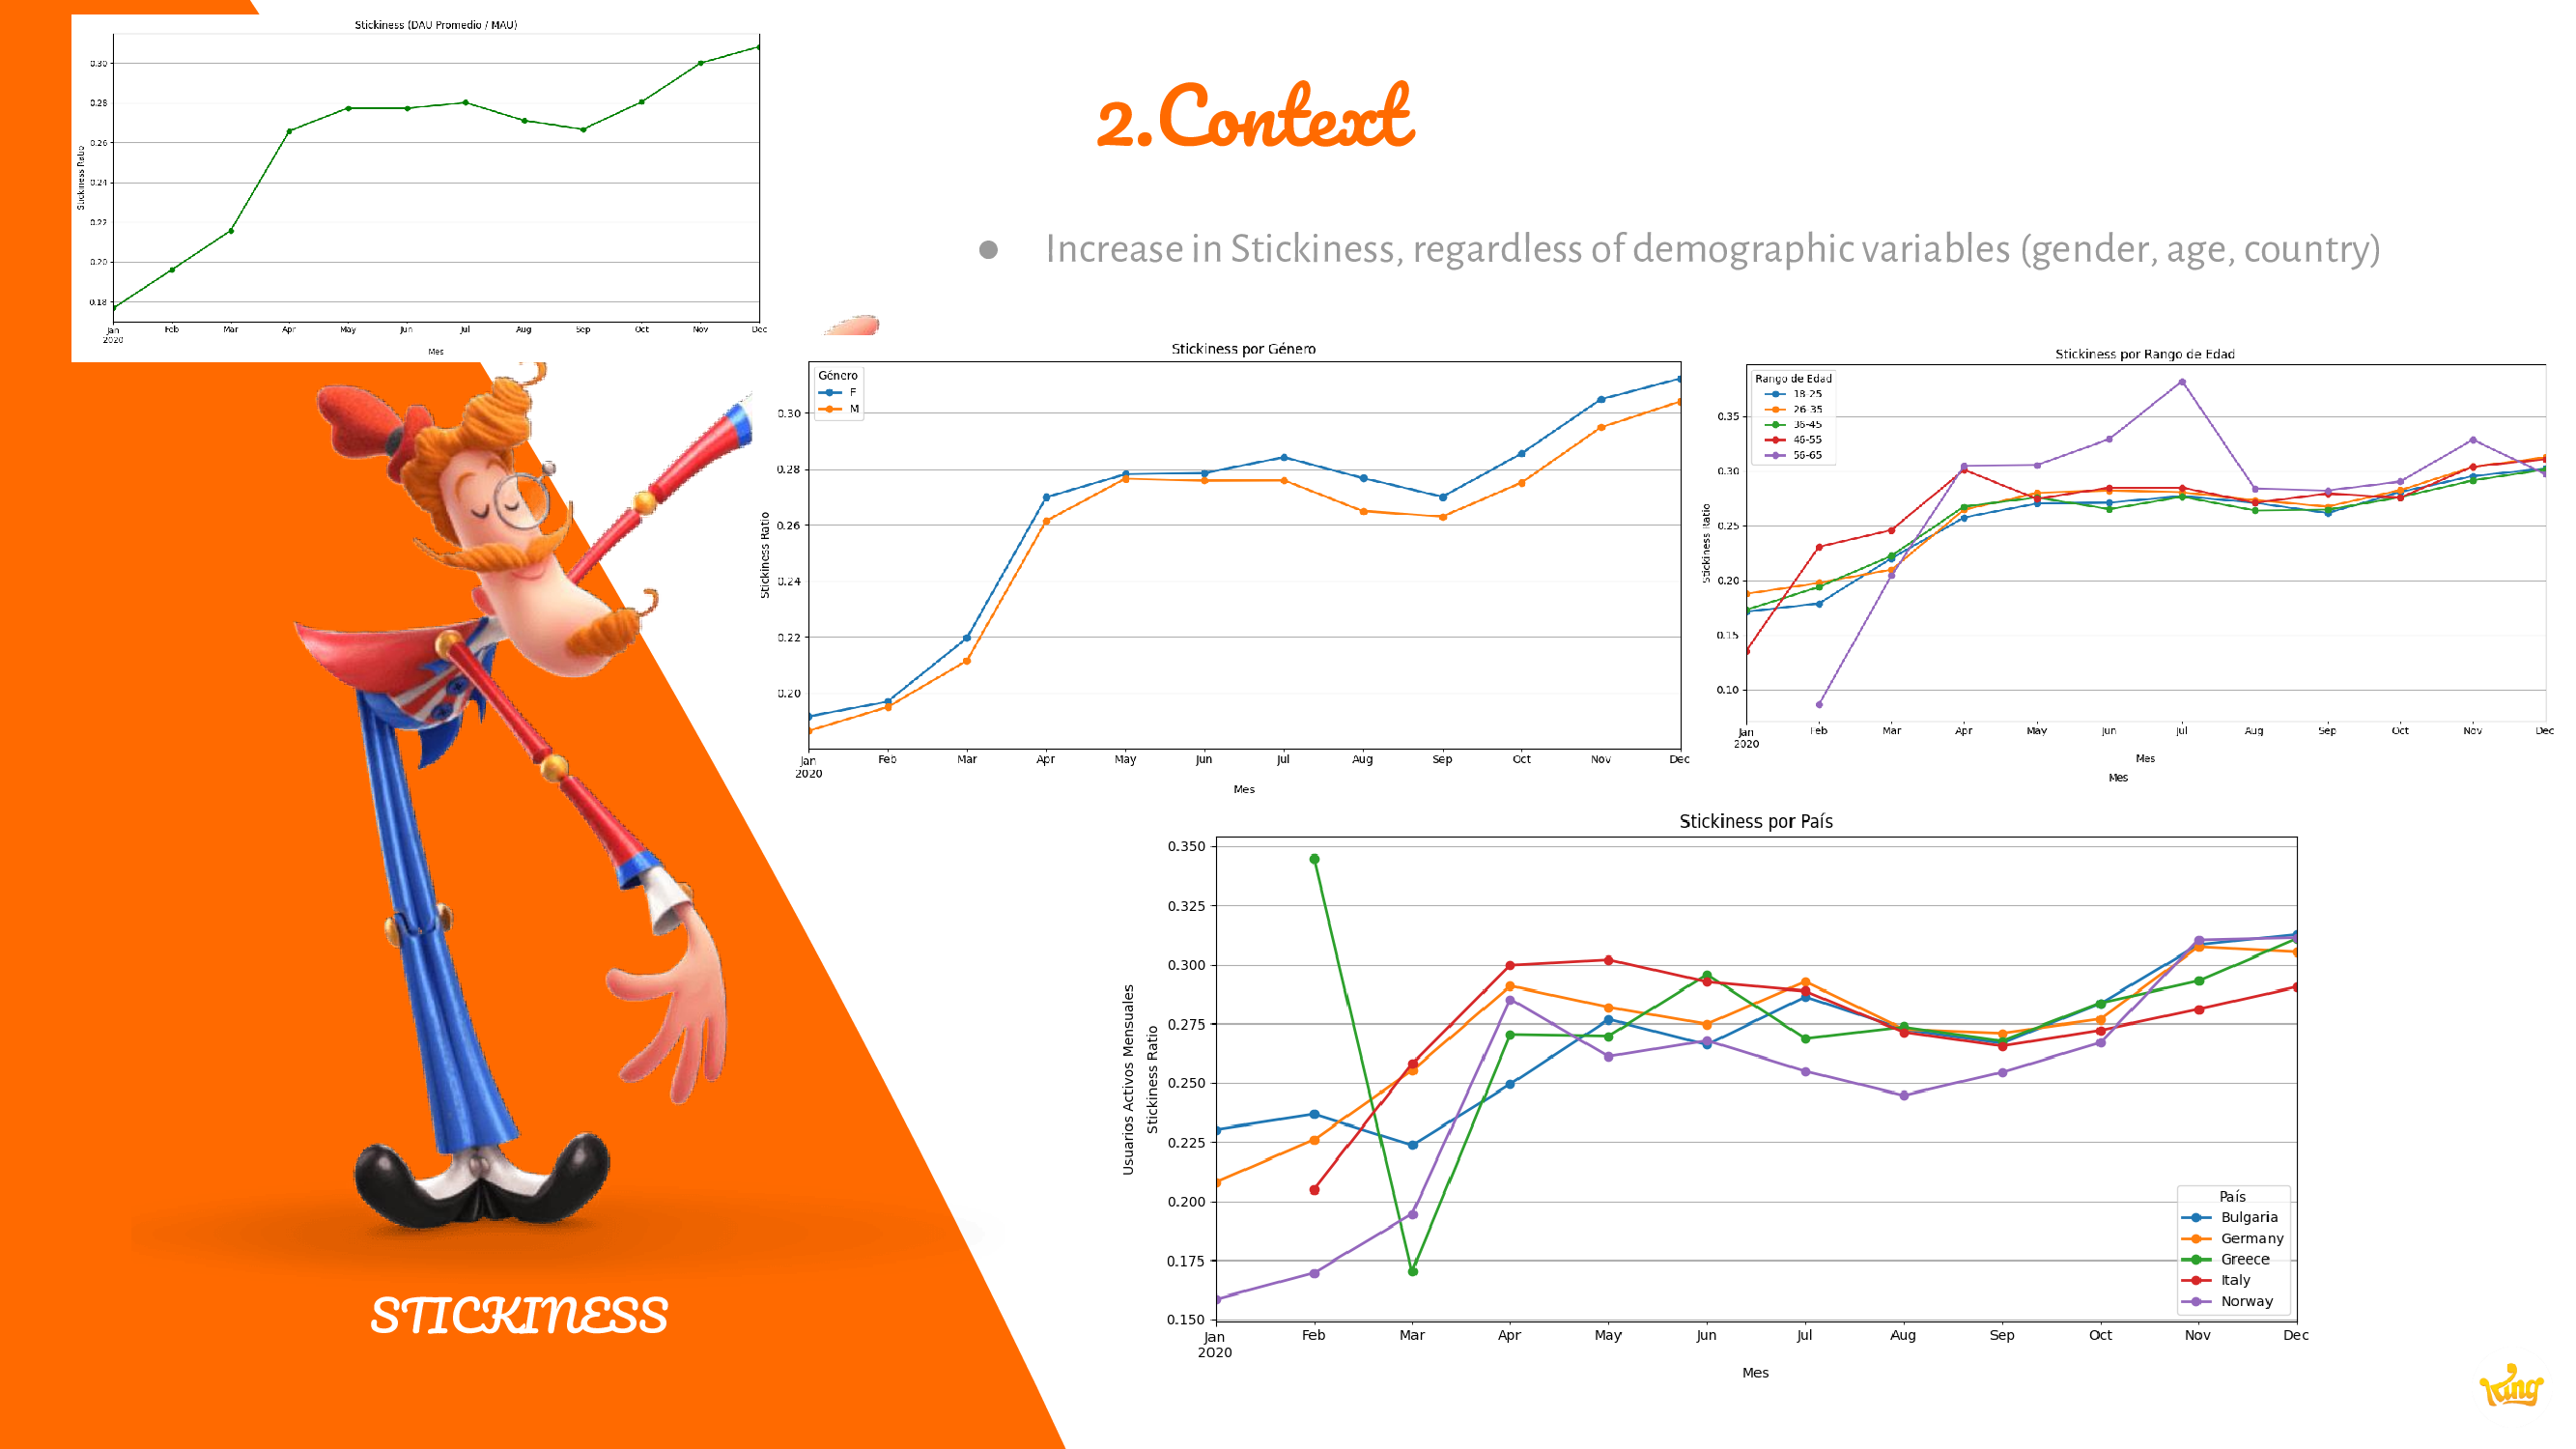 Stickiness (DAU Promedio / MAU)
Stickiness Ratio
0.30
0.28
0.26
0.24
0.22
0.20
0.18
Jan Feb Mar Apr May Jun Jul Aug Sep Oct Nov Dec
2020
Mes
2.Context
● Increase in Stickiness, regardless of demographic variables (gender, age, country)
Stickiness por Género
Género
F
M
Stickiness Ratio
0.30
0.28
0.26
0.24
0.22
0.20
Jan Feb Mar Apr May Jun Jul Aug Sep Oct Nov Dec
2020
Mes
Stickiness por Rango de Edad
Rango de Edad
18-25
26-35
36-45
46-55
56-65
Stickiness Ratio
0.35
0.30
0.25
0.20
0.15
0.10
Jan Feb Mar Apr May Jun Jul Aug Sep Oct Nov Dec
2020
Mes
Mes
Stickiness por País
Usuarios Activos Mensuales
Stickiness Ratio
0.350
0.325
0.300
0.275
0.250
0.225
0.200
0.175
0.150
País
Bulgaria
Germany
Greece
Italy
Norway
Jan Feb Mar Apr May Jun Jul Aug Sep Oct Nov Dec
2020
Mes
STICKINESS
King